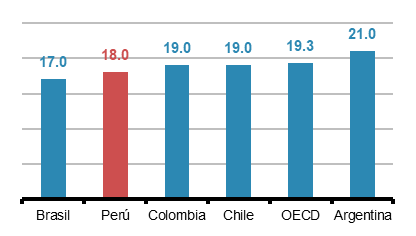 17.0 18.0 19.0 19.0 19.3 21.0
Brasil Perú Colombia Chile OECD Argentina